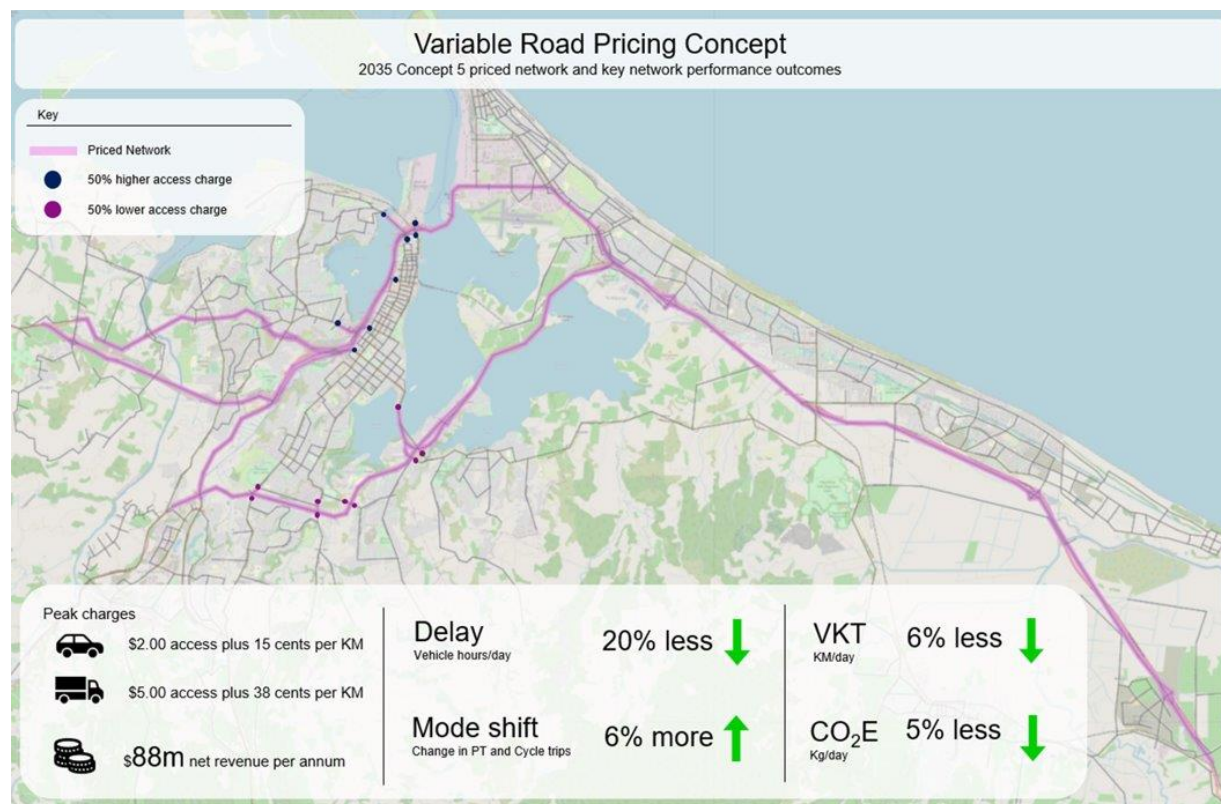 Variable Road Pricing Concept
2035 Concept 5 priced network and key network performance outcomes
Key
Priced Network
50% higher access charge
50% lower access charge
Peak charges
$2.00 access plus 15 cents per KM
$5.00 access plus 38 cents per KM
$88m net revenue per annum
Delay
Vehicle hours/day
20% less
Mode shift
Change in PT and Cycle trips
6% more
VKT
KM/day
6% less
CO₂E
Kg/day
5% less